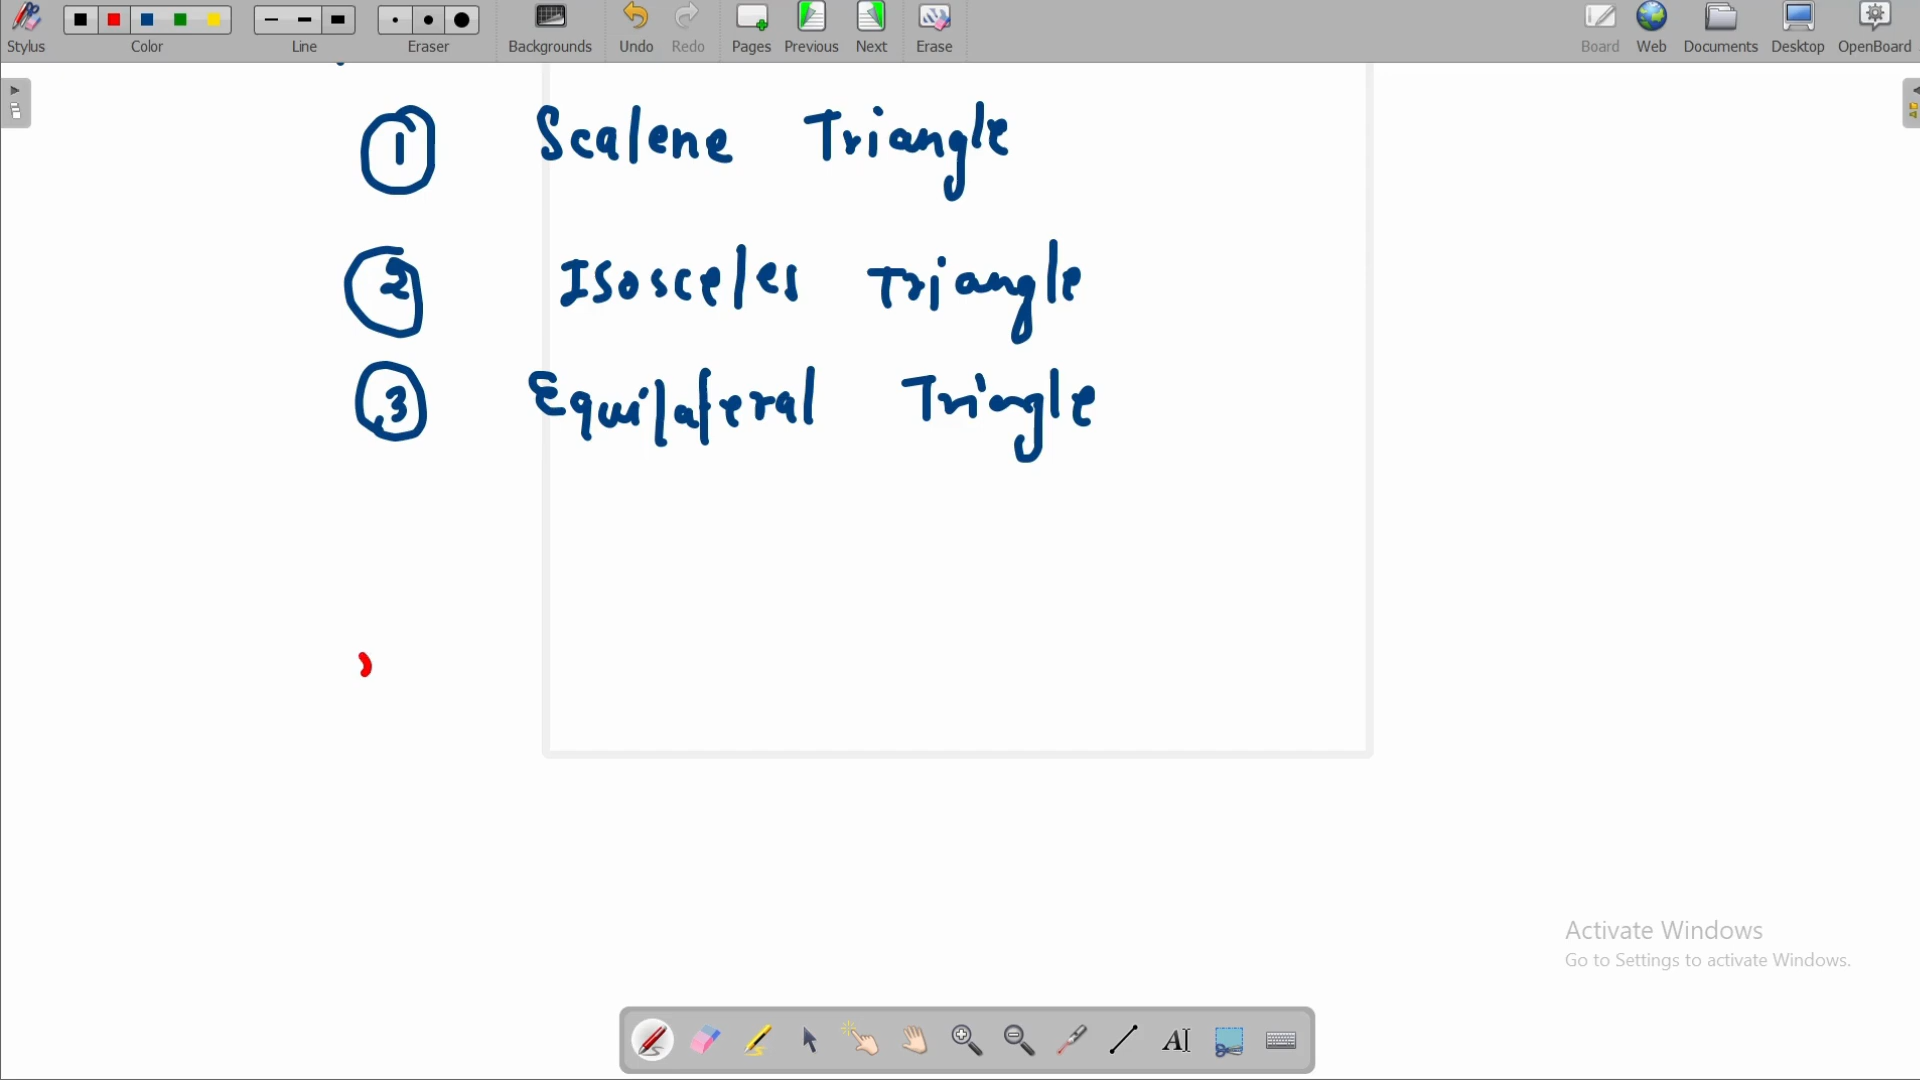 Stylus Color Line Eraser Backgrounds Undo Redo Pages Previous Next Erase Board Web Documents Desktop OpenBoard
1 Scalene Triangle
2 Isosceles Triangle
3 Equilateral Triangle
Activate Windows
Go to Settings to activate Windows.